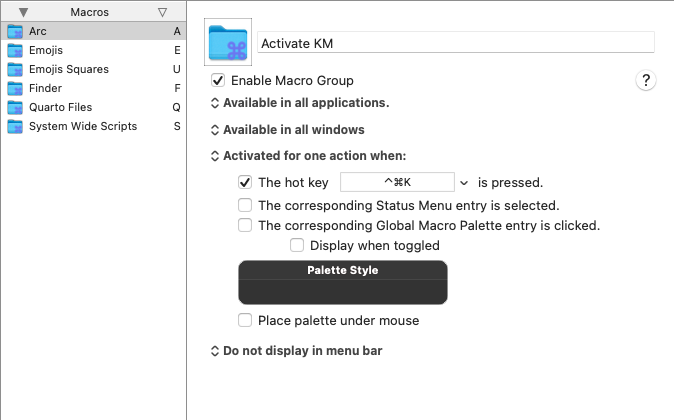 Macros
Arc A
Emojis E
Emojis Squares U
Finder F
Quarto Files Q
System Wide Scripts S
Activate KM
Enable Macro Group
?
Available in all applications.
Available in all windows
Activated for one action when:
The hot key ^⌘K is pressed.
The corresponding Status Menu entry is selected.
The corresponding Global Macro Palette entry is clicked.
Display when toggled
Palette Style
Place palette under mouse
Do not display in menu bar